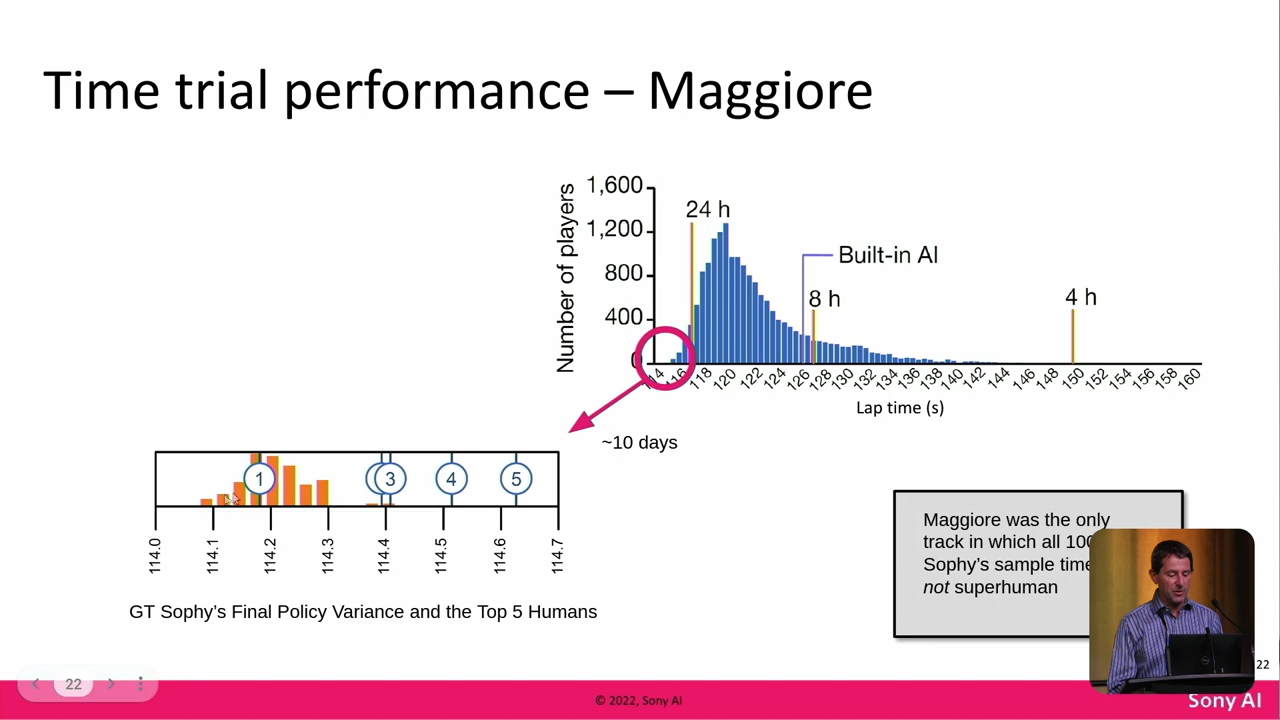 Time trial performance – Maggiore
Number of players
1,600
1,200
800
400
0
24 h
Built-in AI
8 h
4 h
114 116 118 120 122 124 126 128 130 132 134 136 138 140 142 144 146 148 150 152 154 156 158 160
Lap time (s)
~10 days
1 3 4 5
114.0 114.1 114.2 114.3 114.4 114.5 114.6 114.7
GT Sophy’s Final Policy Variance and the Top 5 Humans
Maggiore was the only
track in which all
Sophy’s sample
not superhuman
22
22
© 2022, Sony AI
Sony AI